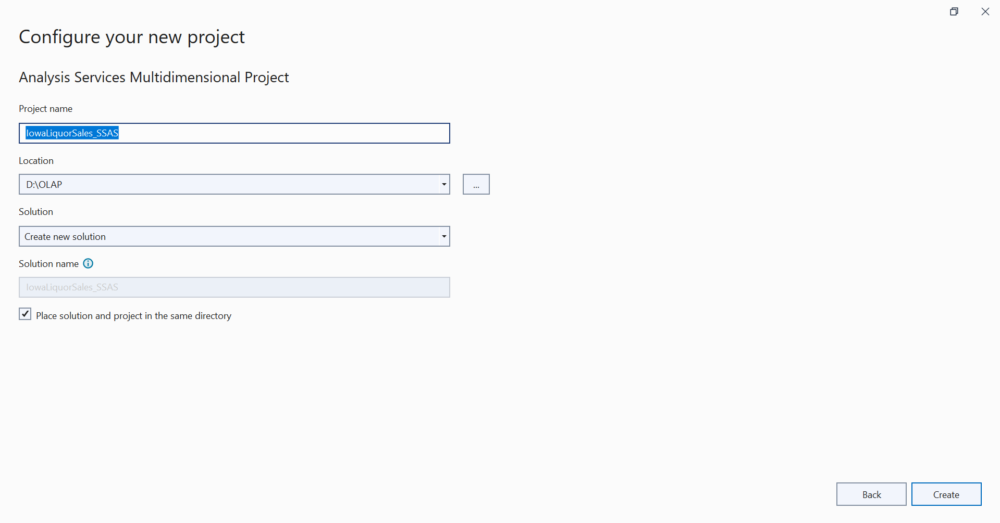 Configure your new project
Analysis Services Multidimensional Project
Project name
IowaLiquorSales_SSAS
Location
D:\OLAP
...
Solution
Create new solution
Solution name
IowaLiquorSales_SSAS
Place solution and project in the same directory
Back
Create